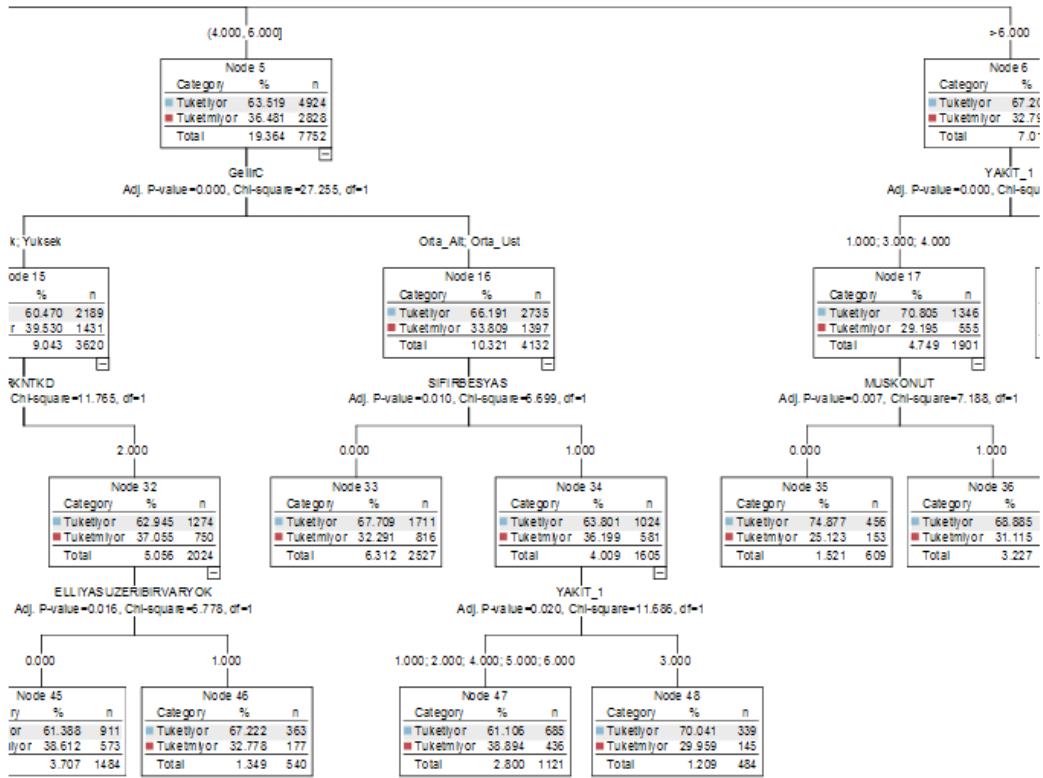 (4.000, 6.000]
>6.000
Node 5
Category % n
Tuketiyor 63.519 4924
Tuketmiyor 36.481 2828
Total 19.364 7752
Node 6
Category %
Tuketiyor 67.20
Tuketmiyor 32.79
Total 7.01
GelirC
Adj. P-value=0.000, Chi-square=27.255, df=1
YAKIT_1
Adj. P-value=0.000, Chi-squ
k; Yuksek
Orta_Alt; Orta_Ust
1.000; 3.000; 4.000
ode 15
% n
60.470 2189
r 39.530 1431
9.043 3620
Node 16
Category % n
Tuketiyor 66.191 2735
Tuketmiyor 33.809 1397
Total 10.321 4132
Node 17
Category % n
Tuketiyor 70.805 1346
Tuketmiyor 29.195 555
Total 4.749 1901
RKNTKD
Chi-square=11.765, df=1
SIFIRBESYAS
Adj. P-value=0.010, Chi-square=6.699, df=1
MUSKONUT
Adj. P-value=0.007, Chi-square=7.188, df=1
2.000
0.000
1.000
0.000
1.000
Node 32
Category % n
Tuketiyor 62.945 1274
Tuketmiyor 37.055 750
Total 5.056 2024
Node 33
Category % n
Tuketiyor 67.709 1711
Tuketmiyor 32.291 816
Total 6.312 2527
Node 34
Category % n
Tuketiyor 63.801 1024
Tuketmiyor 36.199 581
Total 4.009 1605
Node 35
Category % n
Tuketiyor 74.877 456
Tuketmiyor 25.123 153
Total 1.521 609
Node 36
Category %
Tuketiyor 68.885
Tuketmiyor 31.115
Total 3.227
ELLIYASUZERIBIRVARYOK
Adj. P-value=0.016, Chi-square=5.778, df=1
YAKIT_1
Adj. P-value=0.020, Chi-square=11.686, df=1
0.000
1.000
1.000; 2.000; 4.000; 5.000; 6.000
3.000
Node 45
ry % n
or 61.388 911
iyor 38.612 573
3.707 1484
Node 46
Category % n
Tuketiyor 67.222 363
Tuketmiyor 32.778 177
Total 1.349 540
Node 47
Category % n
Tuketiyor 61.106 685
Tuketmiyor 38.894 436
Total 2.800 1121
Node 48
Category % n
Tuketiyor 70.041 339
Tuketmiyor 29.959 145
Total 1.209 484